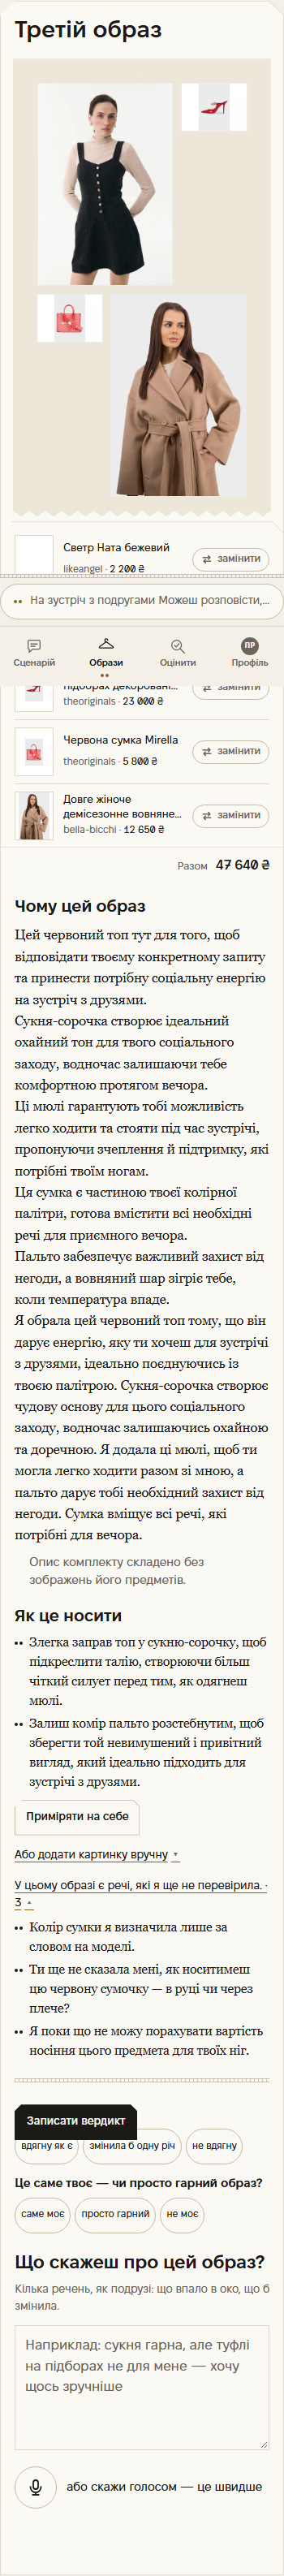 Третій образ
Светр Ната бежевий
likeangel · 2 200 ₴
замінити
На зустріч з подругами Можеш розповісти,...
Сценарій
Образи
Оцінити
ПР
Профіль
підборах декоровані...
theoriginals · 23 000 ₴
замінити
Червона сумка Mirella
theoriginals · 5 800 ₴
замінити
Довге жіноче
демісезонне вовняне...
bella-bicchi · 12 650 ₴
замінити
Разом 47 640 ₴
Чому цей образ
Цей червоний топ тут для того, щоб
відповідати твоєму конкретному запиту
та принести потрібну соціальну енергію
на зустріч з друзями.
Сукня-сорочка створює ідеальний
охайний тон для твого соціального
заходу, водночас залишаючи тебе
комфортною протягом вечора.
Ці мюлі гарантують тобі можливість
легко ходити та стояти під час зустрічі,
пропонуючи зчеплення й підтримку, які
потрібні твоїм ногам.
Ця сумка є частиною твоєї колірної
палітри, готова вмістити всі необхідні
речі для приємного вечора.
Пальто забезпечує важливий захист від
негоди, а вовняний шар зігріє тебе,
коли температура впаде.
Я обрала цей червоний топ тому, що він
дарує енергію, яку ти хочеш для зустрічі
з друзями, ідеально поєднуючись із
твоєю палітрою. Сукня-сорочка створює
чудову основу для цього соціального
заходу, водночас залишаючись охайною
та доречною. Я додала ці мюлі, щоб ти
могла легко ходити разом зі мною, а
пальто дарує тобі необхідний захист від
негоди. Сумка вміщує всі речі, які
потрібні для вечора.
Опис комплекту складено без
зображень його предметів.
Як це носити
•• Злегка заправ топ у сукню-сорочку, щоб
підкреслити талію, створюючи більш
чіткий силует перед тим, як одягнеш
мюлі.
•• Залиш комір пальто розстебнутим, щоб
зберегти той невимушений і привітний
вигляд, який ідеально підходить для
зустрічі з друзями.
Приміряти на себе
Або додати картинку вручну
У цьому образі є речі, які я ще не перевірила. ·
3
•• Колір сумки я визначила лише за
словом на моделі.
•• Ти ще не сказала мені, як носитимеш
цю червону сумочку — в руці чи через
плече?
•• Я поки що не можу порахувати вартість
носіння цього предмета для твоїх ніг.
Записати вердикт
вдягну як є
змінила б одну річ
не вдягну
Це саме твоє — чи просто гарний образ?
саме моє
просто гарний
не моє
Що скажеш про цей образ?
Кілька речень, як подрузі: що впало в око, що б
змінила.
Наприклад: сукня гарна, але туфлі
на підборах не для мене — хочу
щось зручніше
або скажи голосом — це швидше